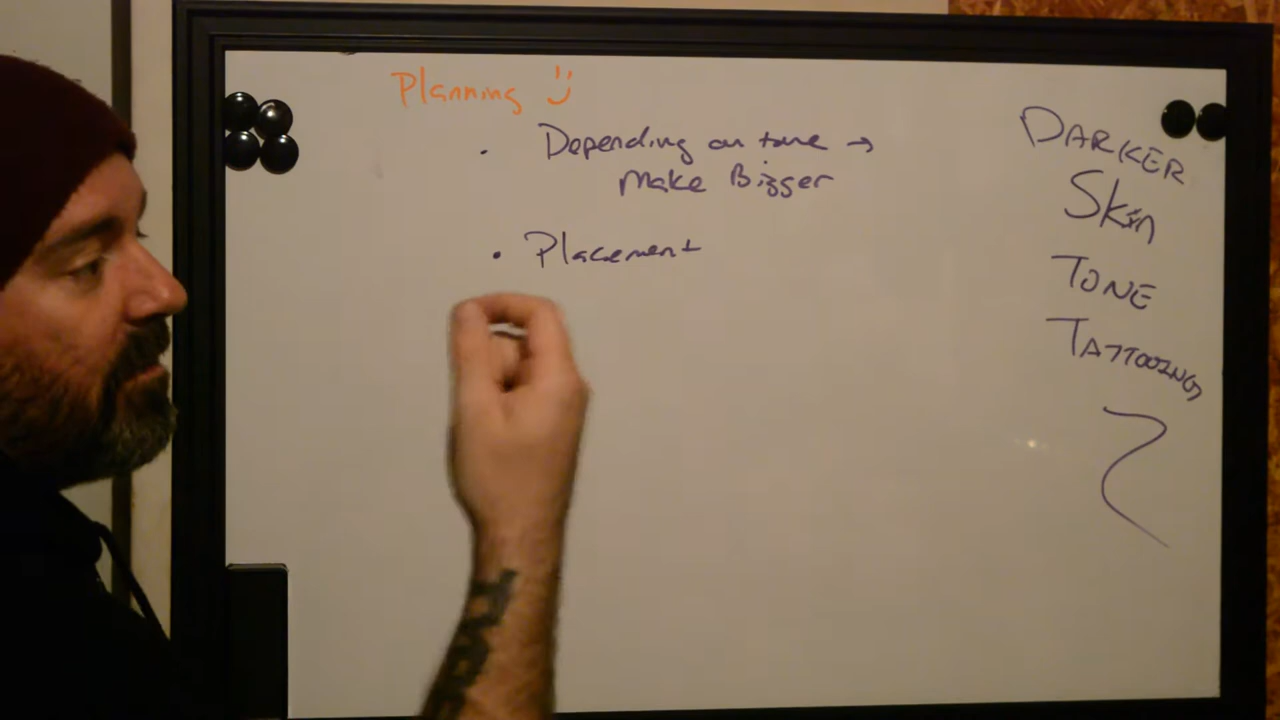 Planning
• Depending on tone →
Make Bigger
• Placement
DARKER
Skin
TONE
TATTOOING